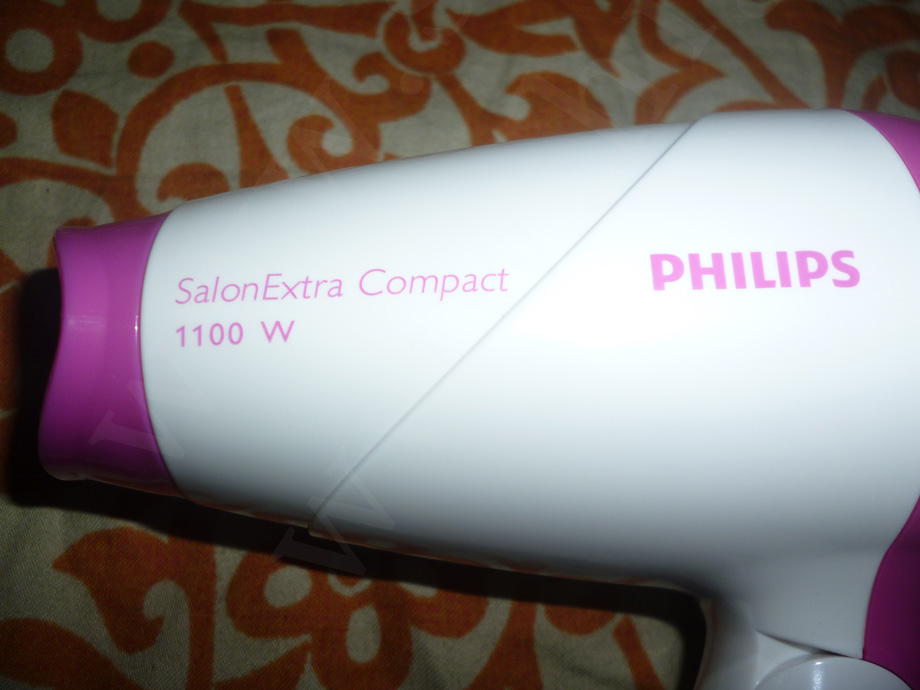 SalonExtra Compact
1100 W
PHILIPS